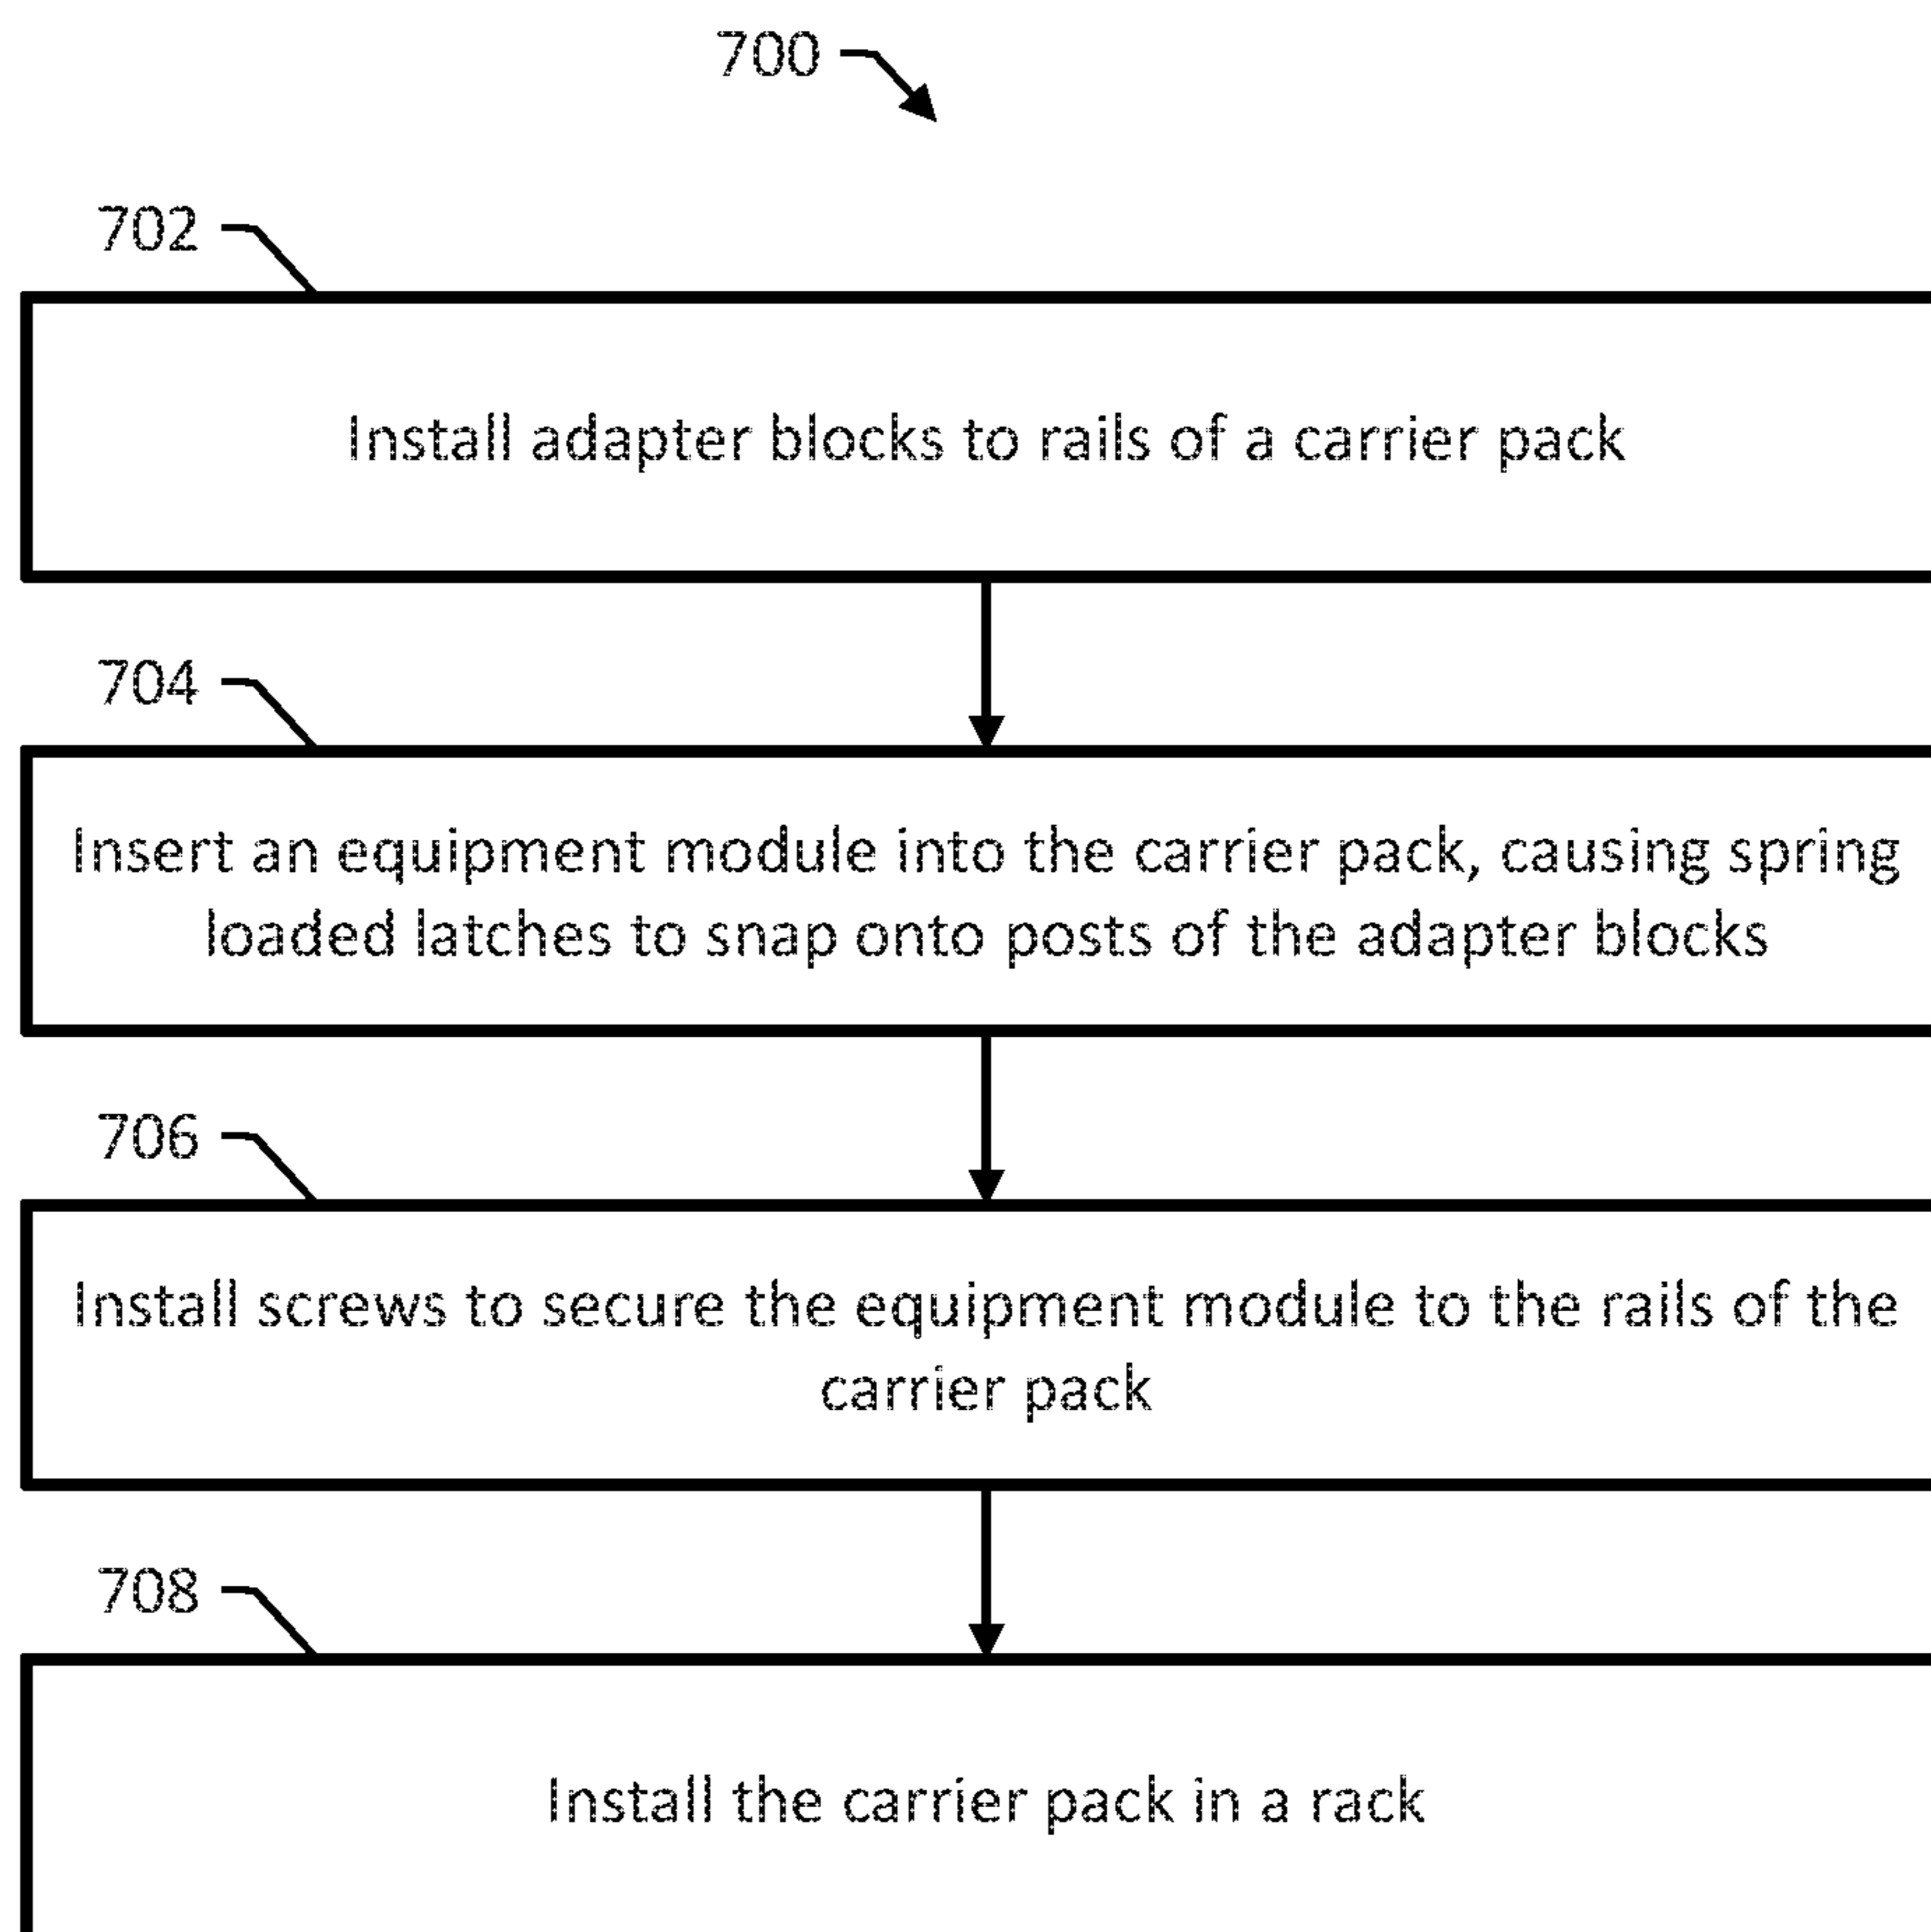 700
702
Install adapter blocks to rails of a carrier pack
704
Insert an equipment module into the carrier pack, causing spring
loaded latches to snap onto posts of the adapter blocks
706
Install screws to secure the equipment module to the rails of the
carrier pack
708
Install the carrier pack in a rack